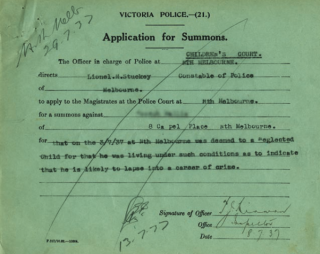 VICTORIA POLICE.—(21.)
Application for Summons.
CHILDREN'S COURT.
The Officer in charge of Police at NTH MELBOURNE.
directs Lionel.H.Stuckey Constable of Police
of Melbourne.
to apply to the Magistrates at the Police Court at Nth Melbourne.
for a summons against
of 8 Place Nth Melbourne.
for that on the at Nth Melbourne was deemed to a Neglected
Child for that he was living under such conditions as to indicate
that he is likely to lapse into a career of crime.
Signature of Officer
Office
Date